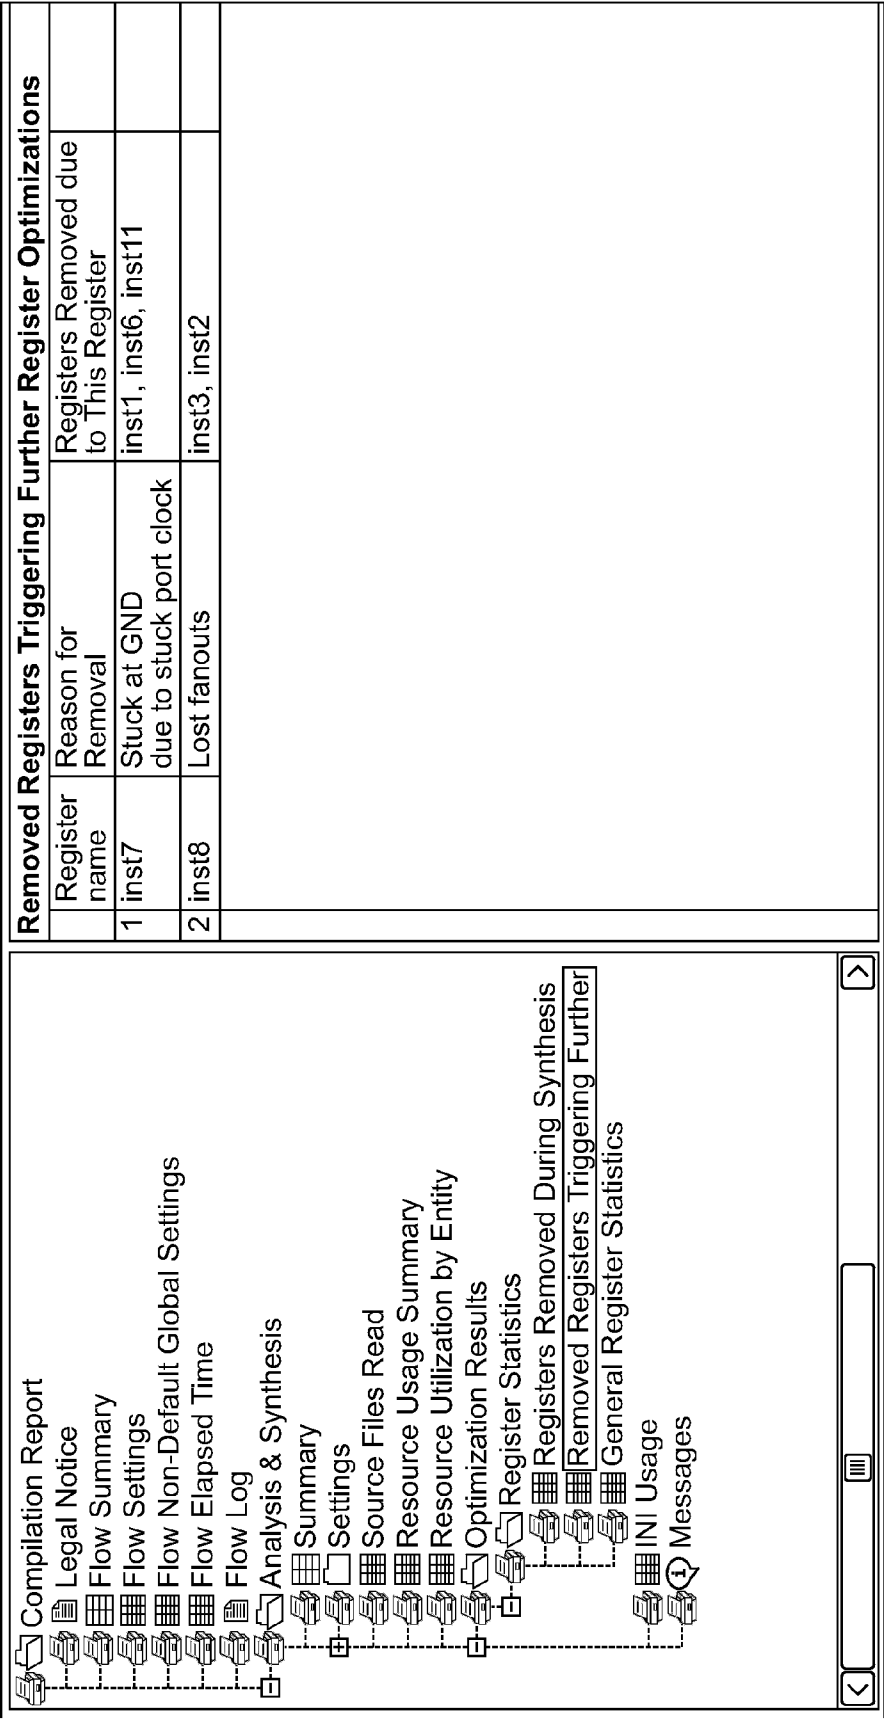 Compilation Report
Legal Notice
Flow Summary
Flow Settings
Flow Non-Default Global Settings
Flow Elapsed Time
Flow Log
Analysis & Synthesis
Summary
Settings
Source Files Read
Resource Usage Summary
Resource Utilization by Entity
Optimization Results
Register Statistics
Registers Removed During Synthesis
Removed Registers Triggering Further
General Register Statistics
INI Usage
Messages
Removed Registers Triggering Further Register Optimizations
Register
name
Reason for
Removal
Registers Removed due
to This Register
1 inst7
Stuck at GND
due to stuck port clock
inst1, inst6, inst11
2 inst8
Lost fanouts
inst3, inst2